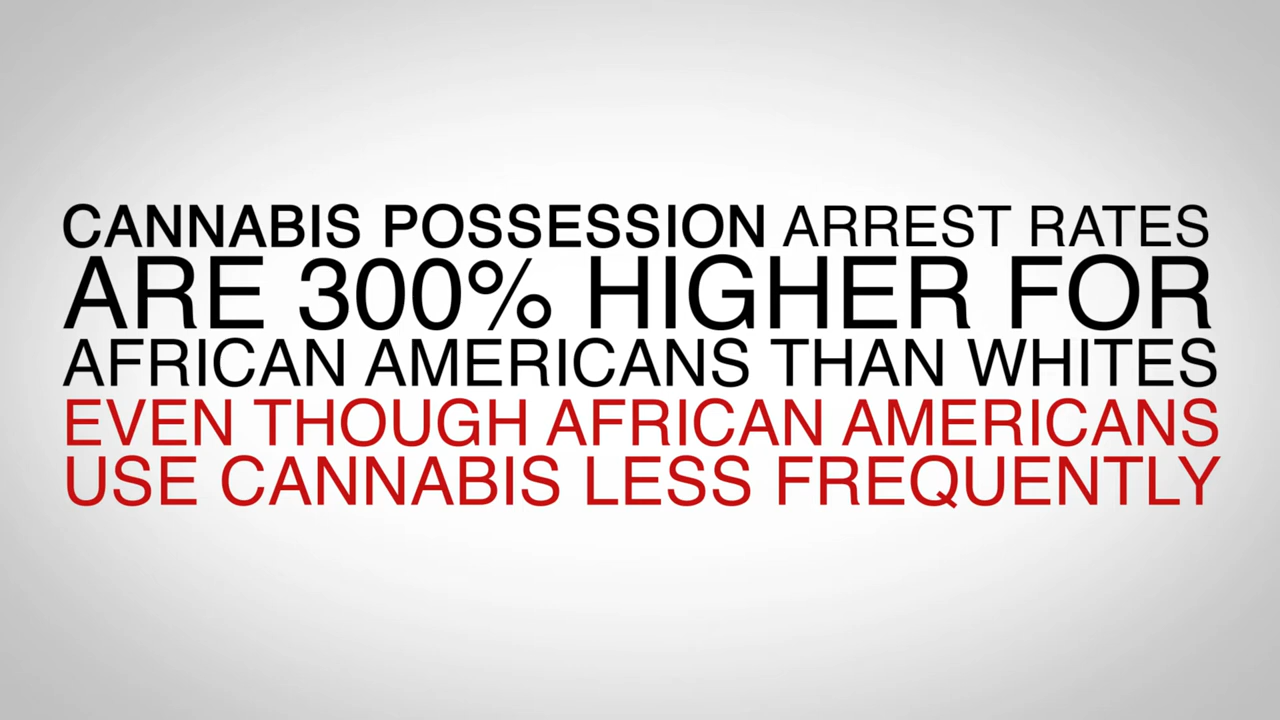 CANNABIS POSSESSION ARREST RATES
ARE 300% HIGHER FOR
AFRICAN AMERICANS THAN WHITES
EVEN THOUGH AFRICAN AMERICANS
USE CANNABIS LESS FREQUENTLY